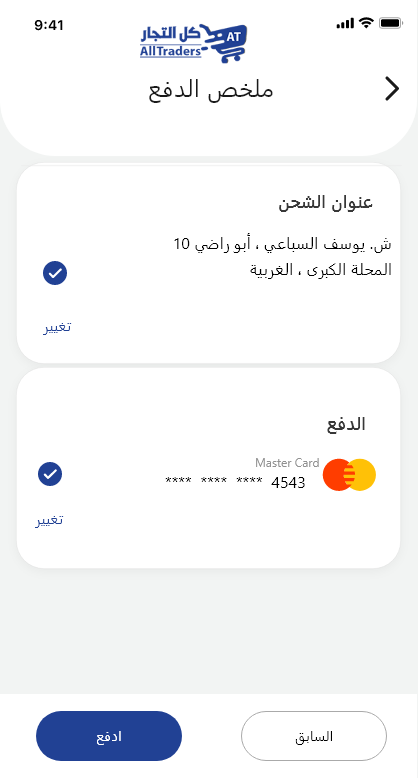 9:41
كل التجار
AT
AllTraders
ملخص الدفع
عنوان الشحن
10 ش. يوسف السباعي ، أبو راضي
المحلة الكبرى ، الغربية
تغيير
الدفع
Master Card
**** **** **** 4543
تغيير
السابق
ادفع